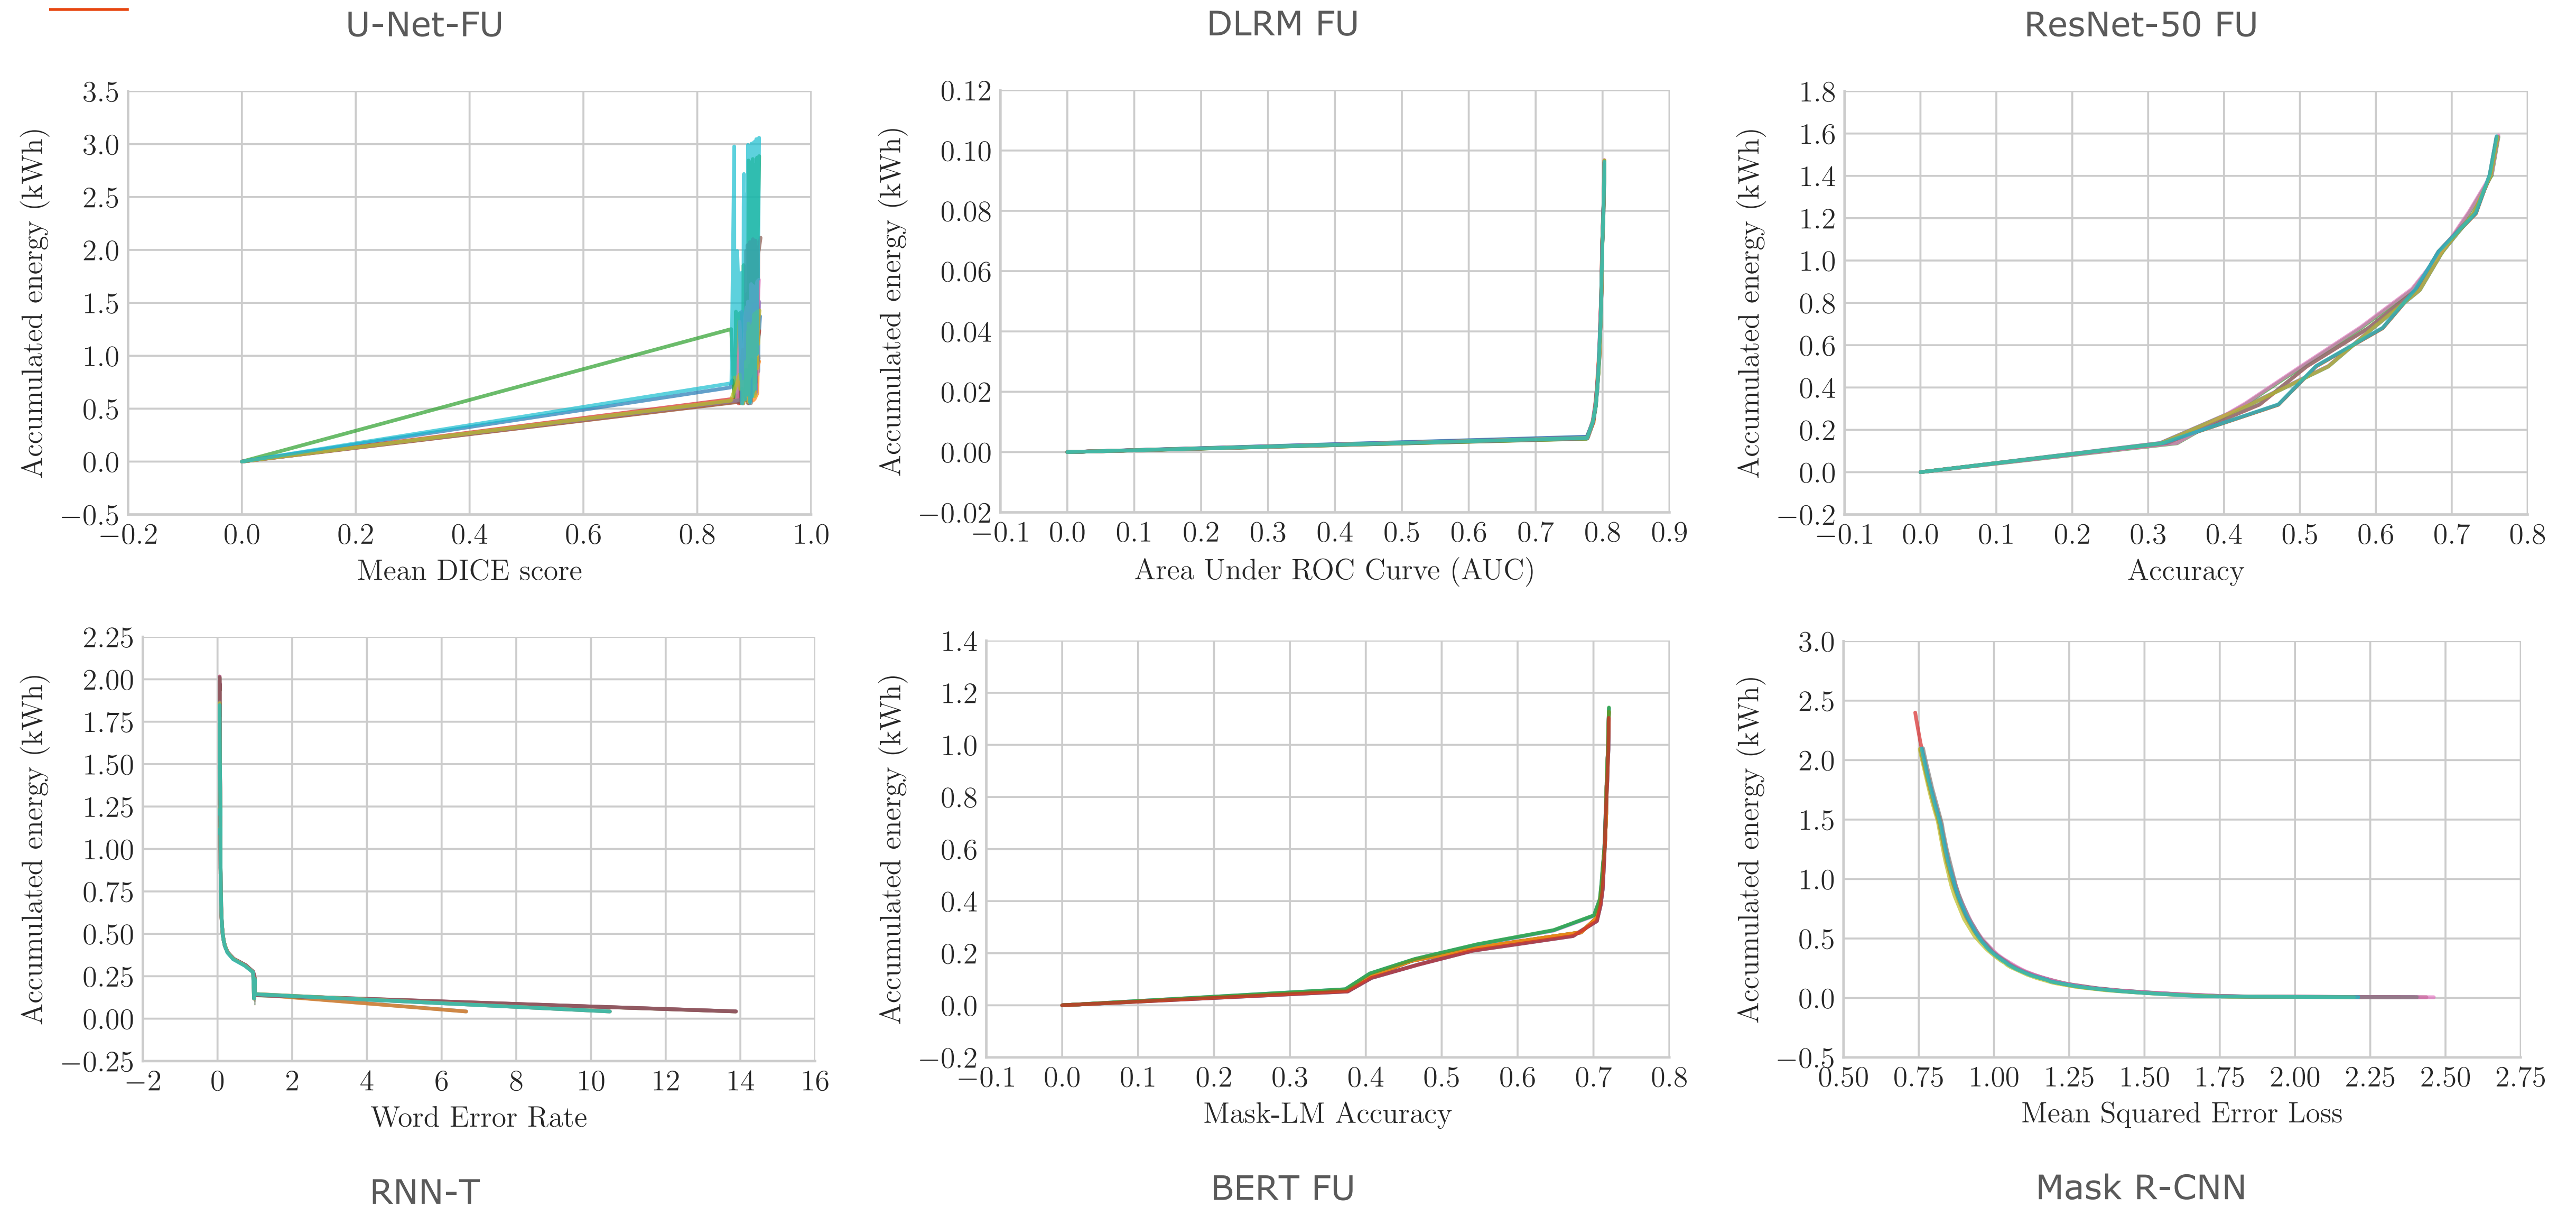 U-Net-FU
DLRM FU
ResNet-50 FU
Accumulated energy (kWh)
3.5
3.0
2.5
2.0
1.5
1.0
0.5
0.0
−0.5
−0.2 0.0 0.2 0.4 0.6 0.8 1.0
Mean DICE score
Accumulated energy (kWh)
0.12
0.10
0.08
0.06
0.04
0.02
0.00
−0.02
−0.1 0.0 0.1 0.2 0.3 0.4 0.5 0.6 0.7 0.8 0.9
Area Under ROC Curve (AUC)
Accumulated energy (kWh)
1.8
1.6
1.4
1.2
1.0
0.8
0.6
0.4
0.2
0.0
−0.2
−0.1 0.0 0.1 0.2 0.3 0.4 0.5 0.6 0.7 0.8
Accuracy
Accumulated energy (kWh)
2.25
2.00
1.75
1.50
1.25
1.00
0.75
0.50
0.25
0.00
−0.25
−2 0 2 4 6 8 10 12 14 16
Word Error Rate
Accumulated energy (kWh)
1.4
1.2
1.0
0.8
0.6
0.4
0.2
0.0
−0.2
−0.1 0.0 0.1 0.2 0.3 0.4 0.5 0.6 0.7 0.8
Mask-LM Accuracy
Accumulated energy (kWh)
3.0
2.5
2.0
1.5
1.0
0.5
0.0
−0.5
0.50 0.75 1.00 1.25 1.50 1.75 2.00 2.25 2.50 2.75
Mean Squared Error Loss
RNN-T
BERT FU
Mask R-CNN